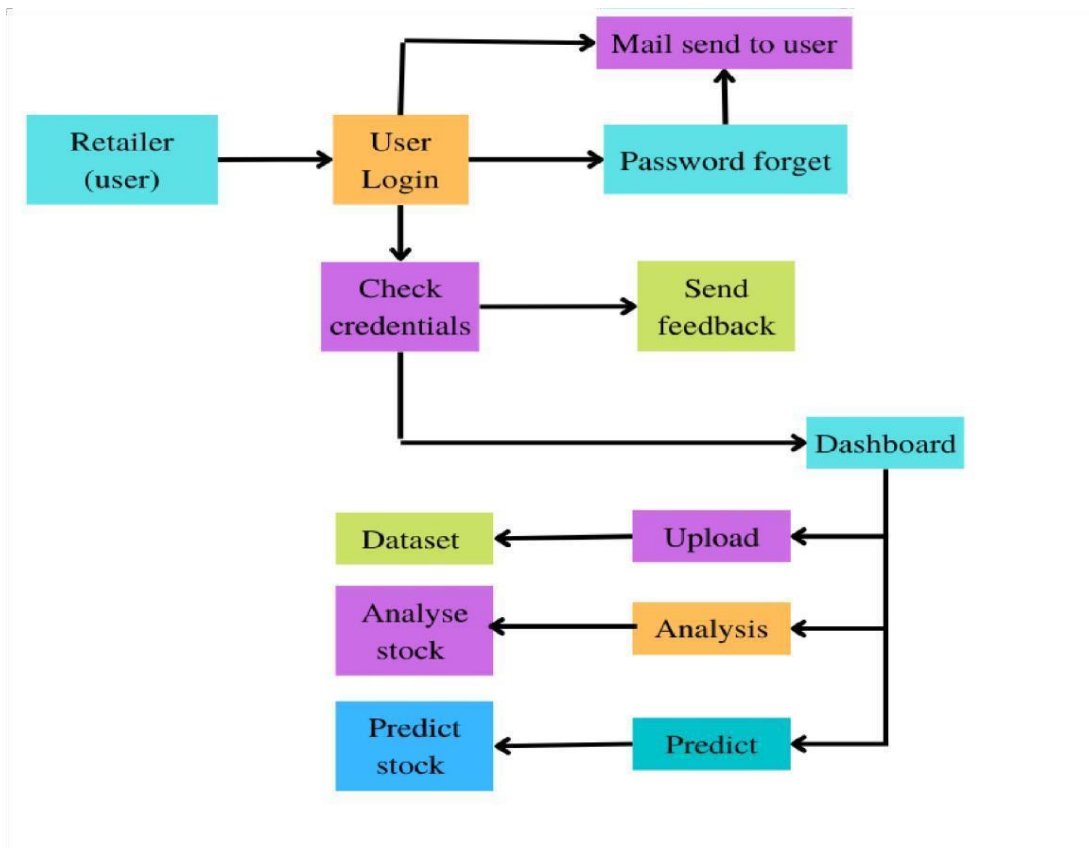 Mail send to user
Retailer
(user)
User
Login
Password forget
Check
credentials
Send
feedback
Dashboard
Dataset
Upload
Analyse
stock
Analysis
Predict
stock
Predict